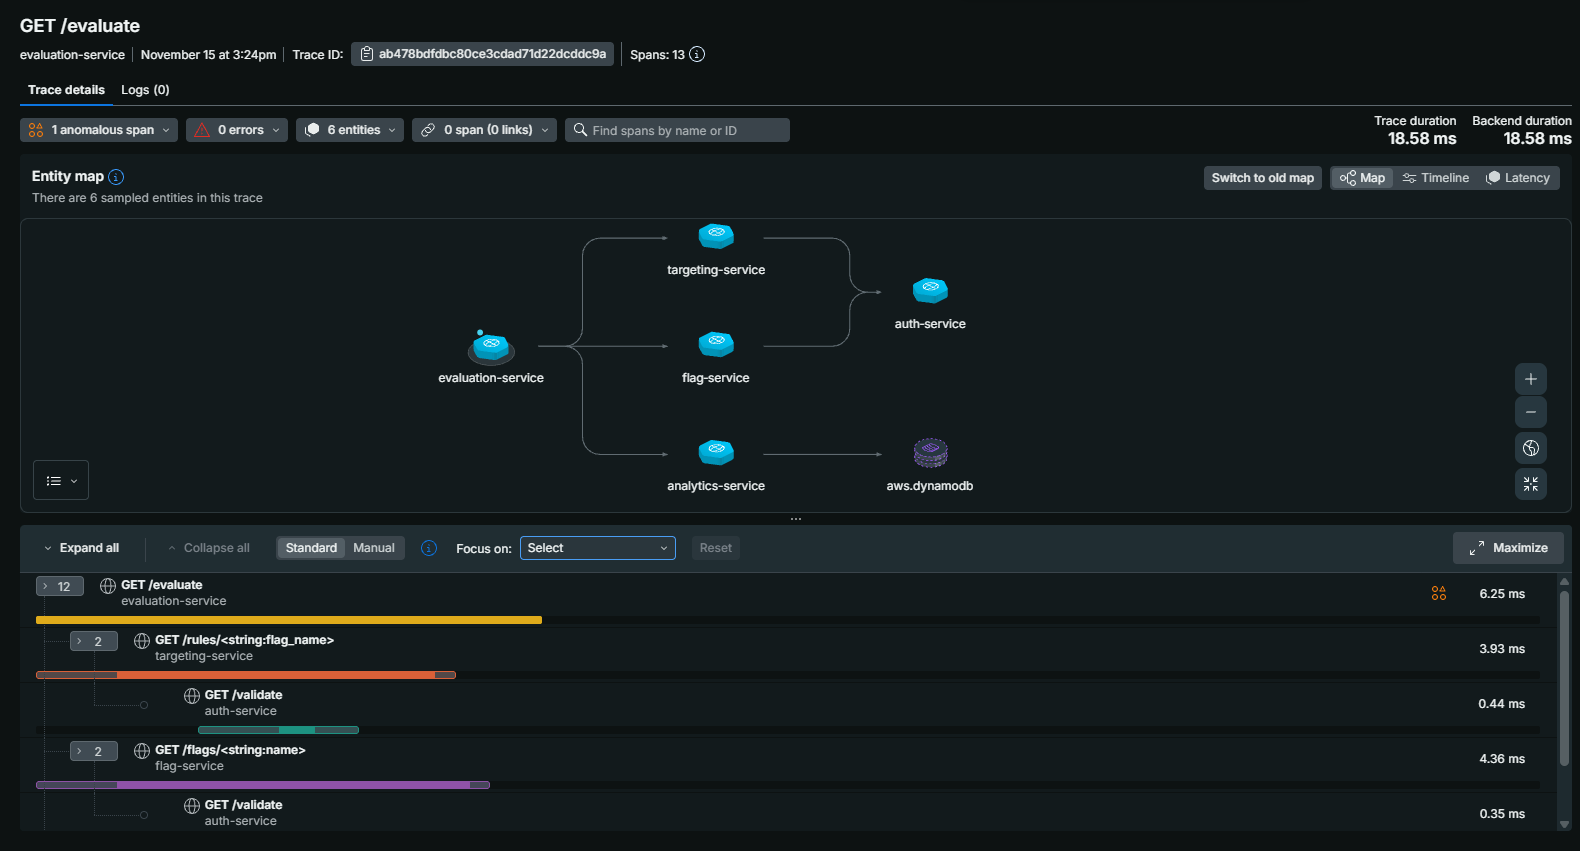 GET /evaluate
evaluation-service | November 15 at 3:24pm | Trace ID: ab478bdfdbc80ce3cdad71d22dcddc9a | Spans: 13
Trace details Logs (0)
1 anomalous span 0 errors 6 entities 0 span (0 links) Find spans by name or ID
Trace duration Backend duration
18.58 ms 18.58 ms
Entity map
There are 6 sampled entities in this trace
Switch to old map Map Timeline Latency
targeting-service
auth-service
evaluation-service
flag-service
analytics-service
aws.dynamodb
Expand all Collapse all Standard Manual Focus on: Select Reset Maximize
12 GET /evaluate 6.25 ms
evaluation-service
2 GET /rules/<string:flag_name> 3.93 ms
targeting-service
GET /validate 0.44 ms
auth-service
2 GET /flags/<string:name> 4.36 ms
flag-service
GET /validate 0.35 ms
auth-service